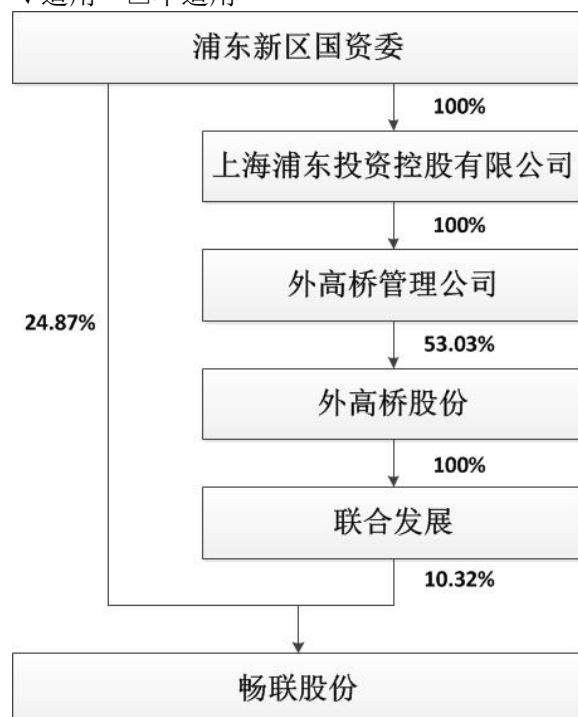 浦东新区国资委
100%
上海浦东投资控股有限公司
100%
外高桥管理公司
24.87%
53.03%
外高桥股份
100%
联合发展
10.32%
畅联股份